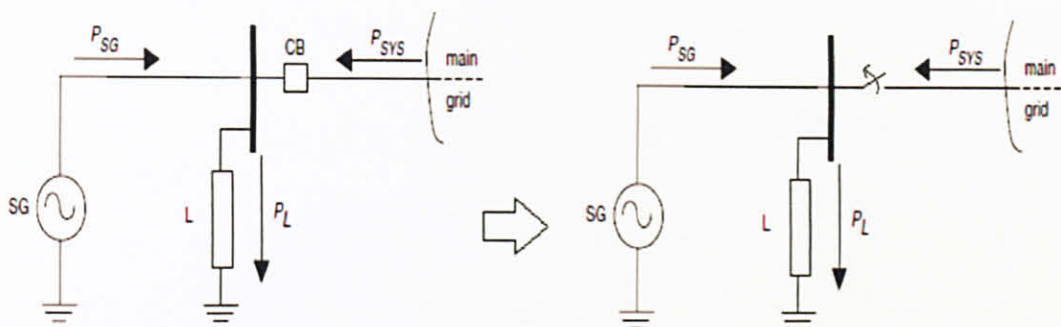 P_SG
CB
P_SYS
main
grid
SG
L
P_L
P_SG
P_SYS
main
grid
SG
L
P_L